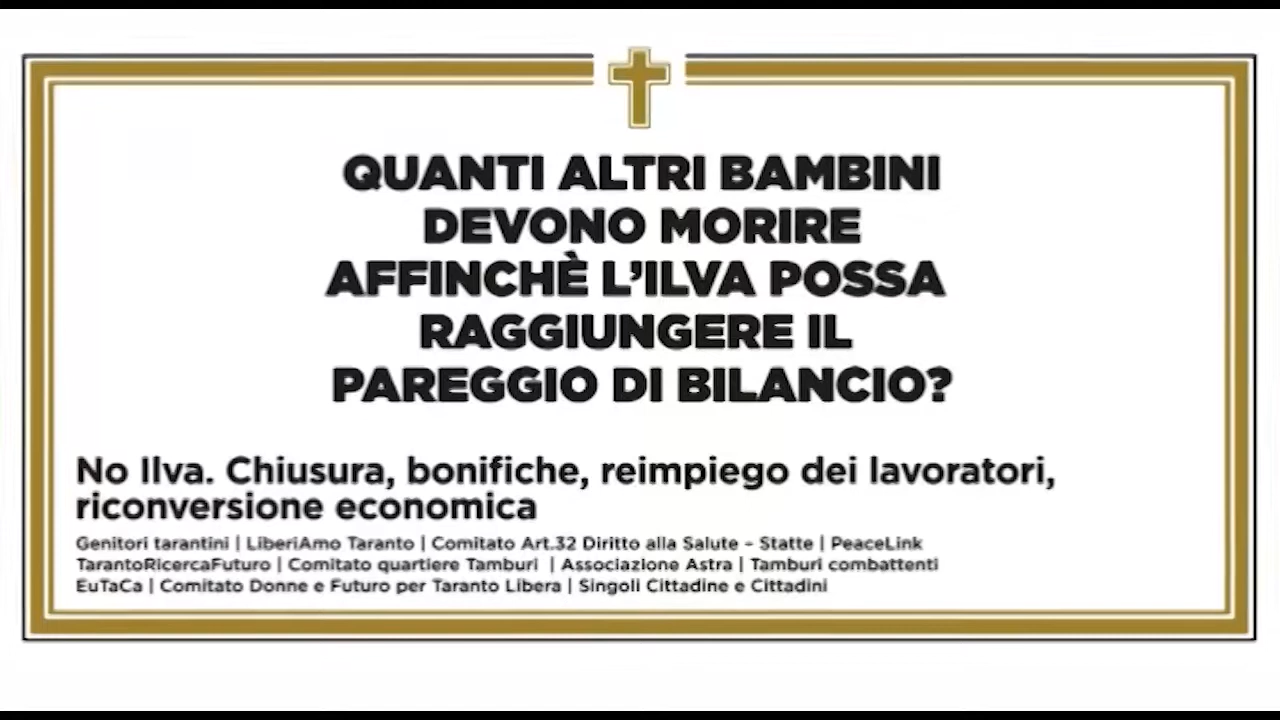 QUANTI ALTRI BAMBINI
DEVONO MORIRE
AFFINCHÈ L'ILVA POSSA
RAGGIUNGERE IL
PAREGGIO DI BILANCIO?
No Ilva. Chiusura, bonifiche, reimpiego dei lavoratori,
riconversione economica
Genitori tarantini | LiberiAmo Taranto | Comitato Art.32 Diritto alla Salute - Statte | PeaceLink
TarantoRicercaFuturo | Comitato quartiere Tamburi | Associazione Astra | Tamburi combattenti
EuTaCa | Comitato Donne e Futuro per Taranto Libera | Singoli Cittadine e Cittadini